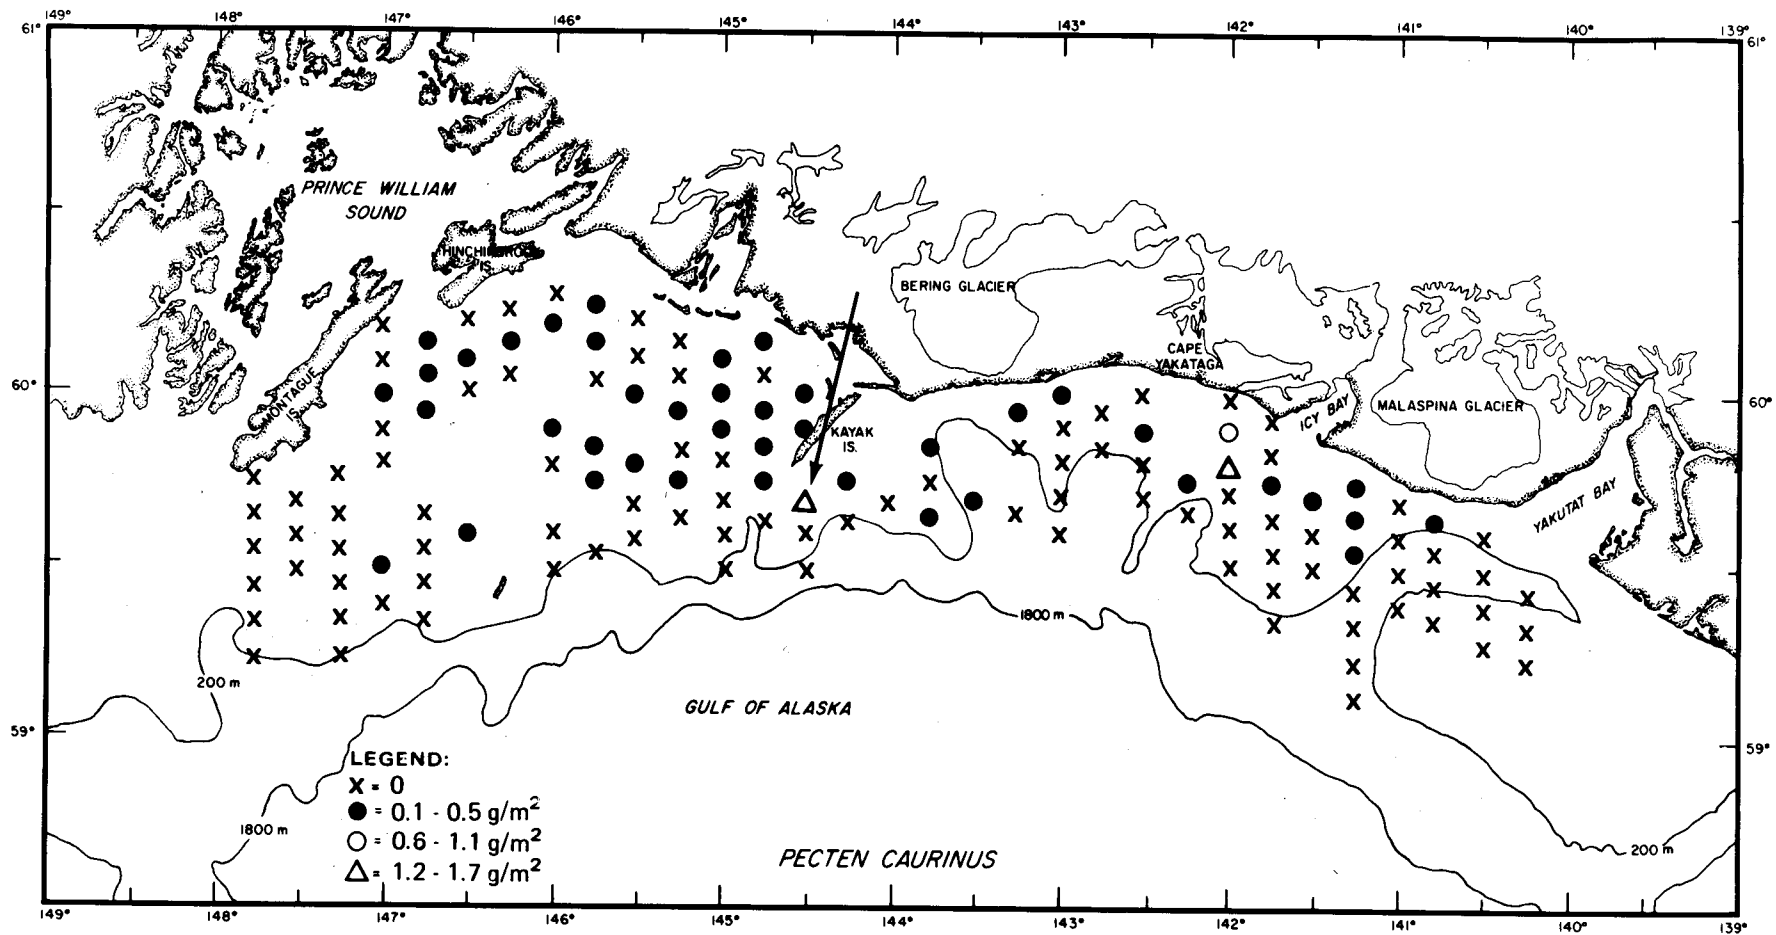 149° 148° 147° 146° 145° 144° 143° 142° 141° 140° 139°
61° 61°
PRINCE WILLIAM
SOUND
HINCHINBROOK
IS.
BERING GLACIER
CAPE
YAKATAGA
60° 60°
MONTAGUE
IS.
KAYAK
IS.
ICY BAY
MALASPINA GLACIER
YAKUTAT BAY
1800 m
200 m
GULF OF ALASKA
59° 59°
LEGEND:
X = 0
● = 0.1 - 0.5 g/m²
○ = 0.6 - 1.1 g/m²
△ = 1.2 - 1.7 g/m²
1800 m
200 m
PECTEN CAURINUS
149° 148° 147° 146° 145° 144° 143° 142° 141° 140° 139°